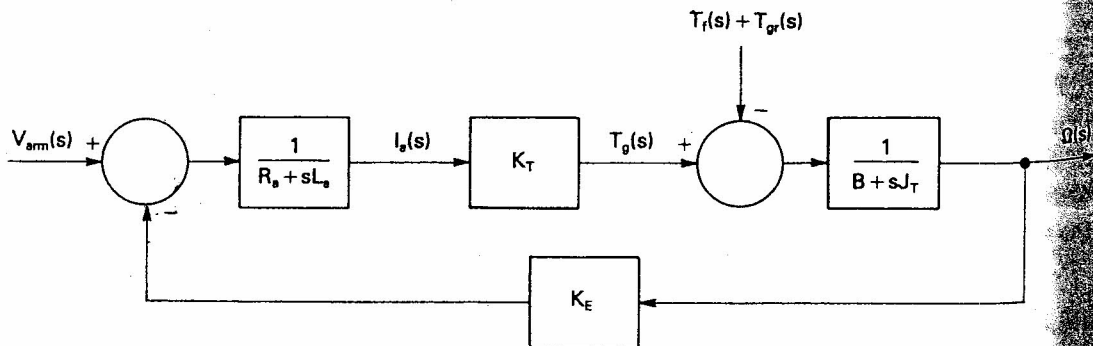 T_f(s) + T_gr(s)
V_arm(s) + − 1 / (R_a + sL_a) I_a(s) K_T T_g(s) + − 1 / (B + sJ_T) Ω(s)
K_E